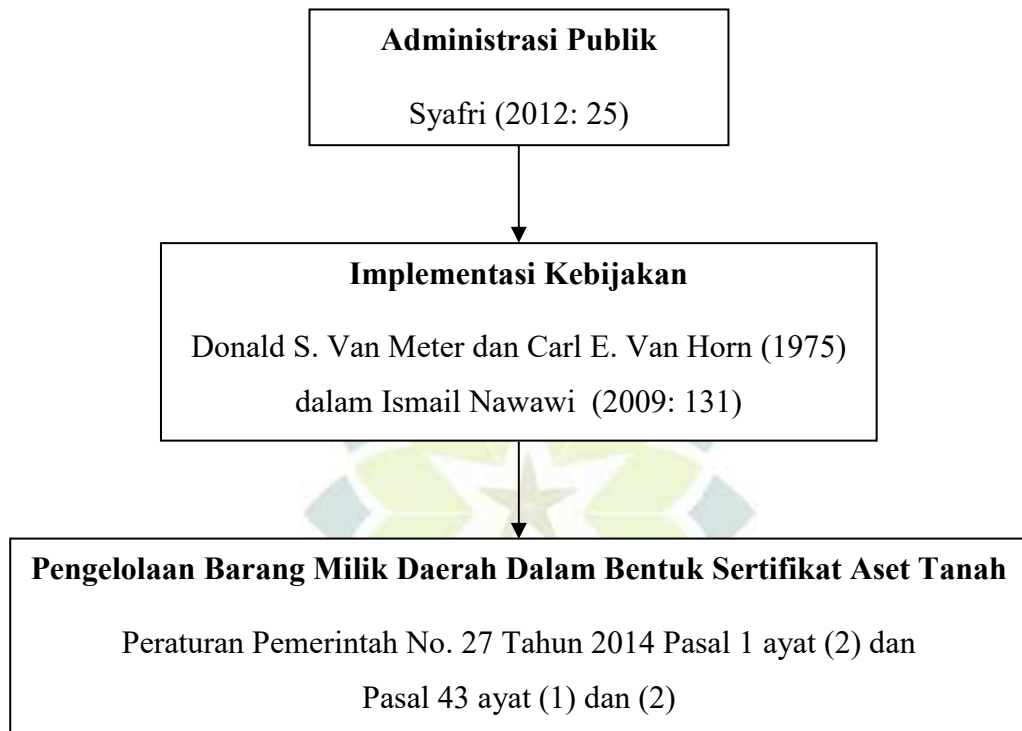 Administrasi Publik
Syafri (2012: 25)
Implementasi Kebijakan
Donald S. Van Meter dan Carl E. Van Horn (1975)
dalam Ismail Nawawi (2009: 131)
Pengelolaan Barang Milik Daerah Dalam Bentuk Sertifikat Aset Tanah
Peraturan Pemerintah No. 27 Tahun 2014 Pasal 1 ayat (2) dan
Pasal 43 ayat (1) dan (2)